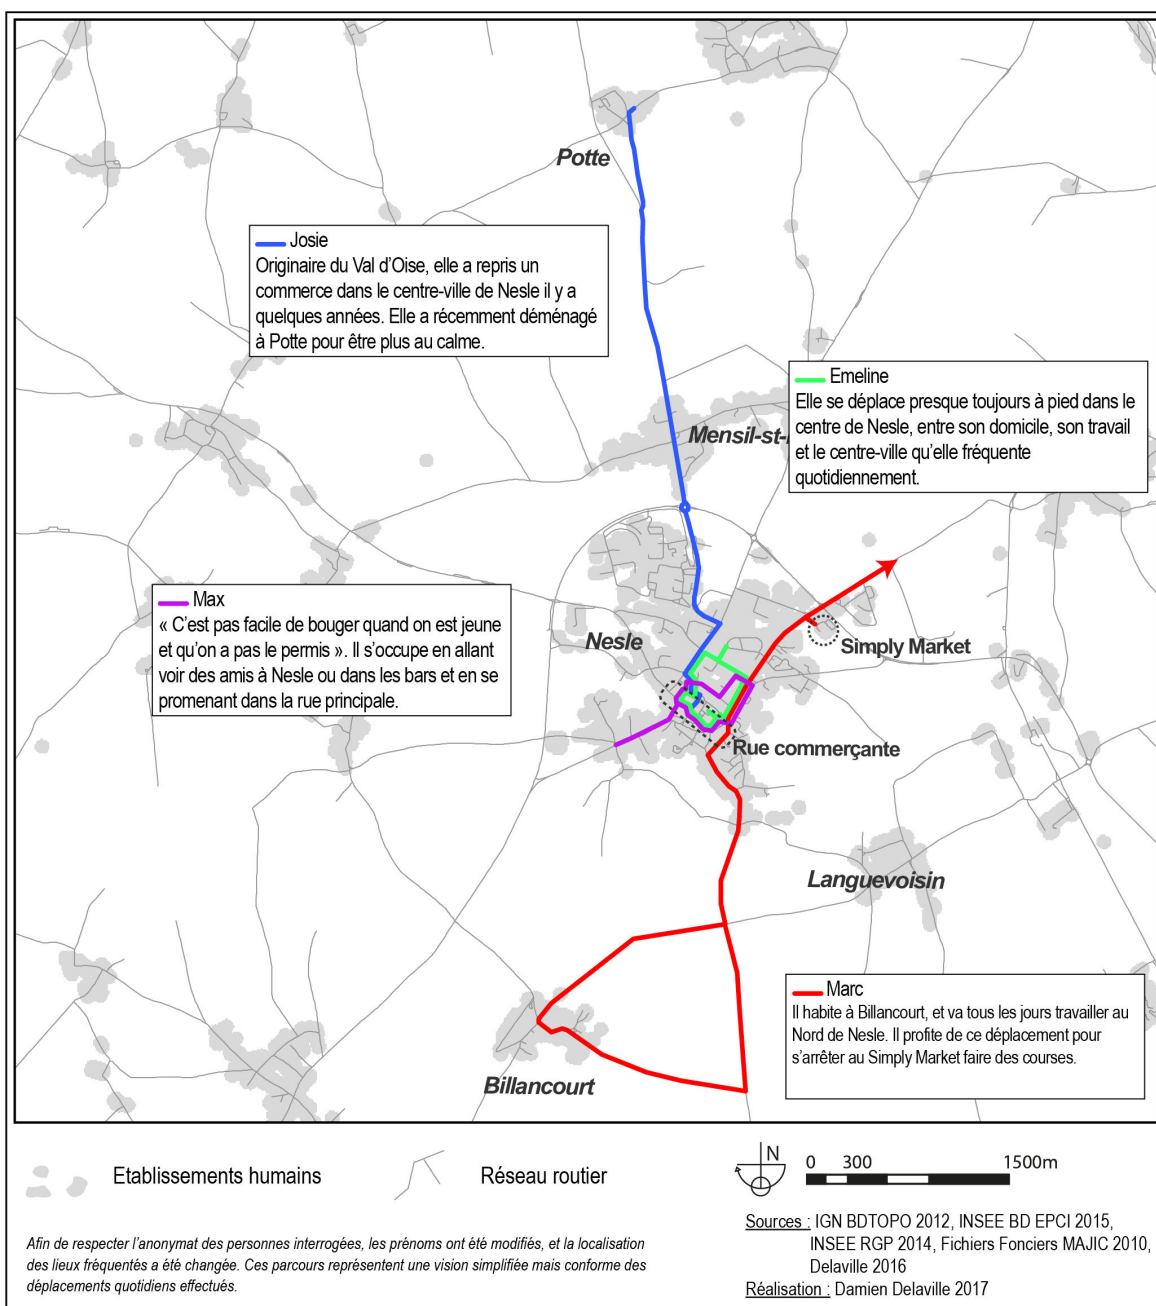 Potte
Josie
Originaire du Val d’Oise, elle a repris un
commerce dans le centre-ville de Nesle il y a
quelques années. Elle a récemment déménagé
à Potte pour être plus au calme.
Emeline
Elle se déplace presque toujours à pied dans le
centre de Nesle, entre son domicile, son travail
et le centre-ville qu’elle fréquente
quotidiennement.
Mensil-st-
Max
« C’est pas facile de bouger quand on est jeune
et qu’on a pas le permis ». Il s’occupe en allant
voir des amis à Nesle ou dans les bars et en se
promenant dans la rue principale.
Nesle
Simply Market
Rue commerçante
Languevoisin
Marc
Il habite à Billancourt, et va tous les jours travailler au
Nord de Nesle. Il profite de ce déplacement pour
s’arrêter au Simply Market faire des courses.
Billancourt
Etablissements humains
Réseau routier
N
0 300 1500m
Sources : IGN BDTOPO 2012, INSEE BD EPCI 2015,
INSEE RGP 2014, Fichiers Fonciers MAJIC 2010,
Delaville 2016
Réalisation : Damien Delaville 2017
Afin de respecter l’anonymat des personnes interrogées, les prénoms ont été modifiés, et la localisation
des lieux fréquentés a été changée. Ces parcours représentent une vision simplifiée mais conforme des
déplacements quotidiens effectués.